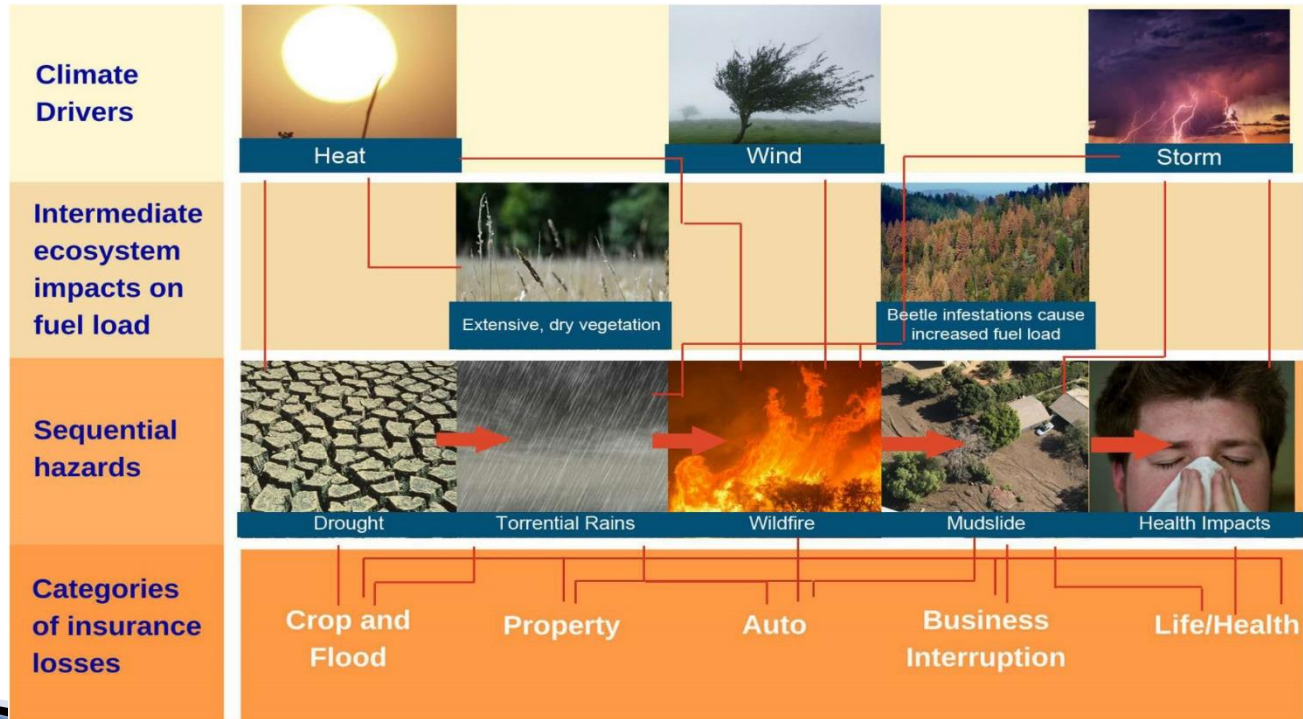 Climate
Drivers
Heat
Wind
Storm
Intermediate
ecosystem
impacts on
fuel load
Extensive, dry vegetation
Beetle infestations cause
increased fuel load
Sequential
hazards
Drought
Torrential Rains
Wildfire
Mudslide
Health Impacts
Categories
of insurance
losses
Crop and
Flood
Property
Auto
Business
Interruption
Life/Health